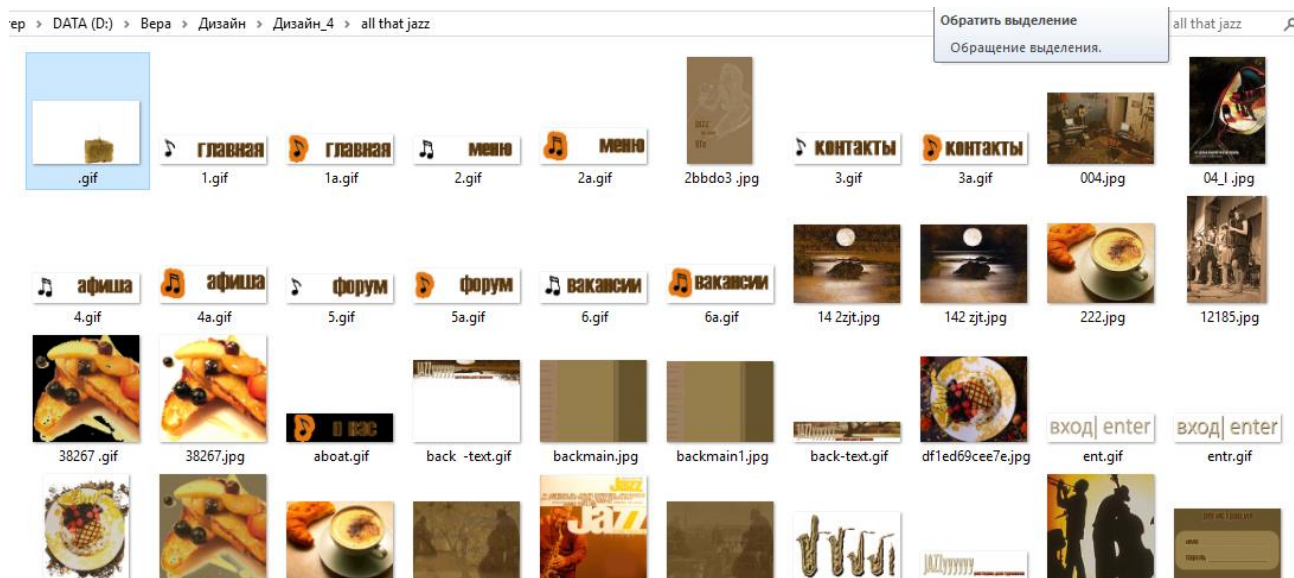 тер > DATA (D:) > Вера > Дизайн > Дизайн_4 > all that jazz
Обратить выделение
Обращение выделения.
all that jazz
главная
главная
меню
меню
jazz
контакты
контакты
.gif
1.gif
1a.gif
2.gif
2a.gif
2bbdo3 .jpg
3.gif
3a.gif
004.jpg
04_l .jpg
афиша
афиша
форум
форум
вакансии
вакансии
4.gif
4a.gif
5.gif
5a.gif
6.gif
6a.gif
14 2zjt.jpg
142 zjt.jpg
222.jpg
12185.jpg
о нас
вход| enter
вход| enter
38267 .gif
38267.jpg
aboat.gif
back -text.gif
backmain.jpg
backmain1.jpg
back-text.gif
df1ed69cee7e.jpg
ent.gif
entr.gif
Jazz
Jazz
JAZZyyyyyy